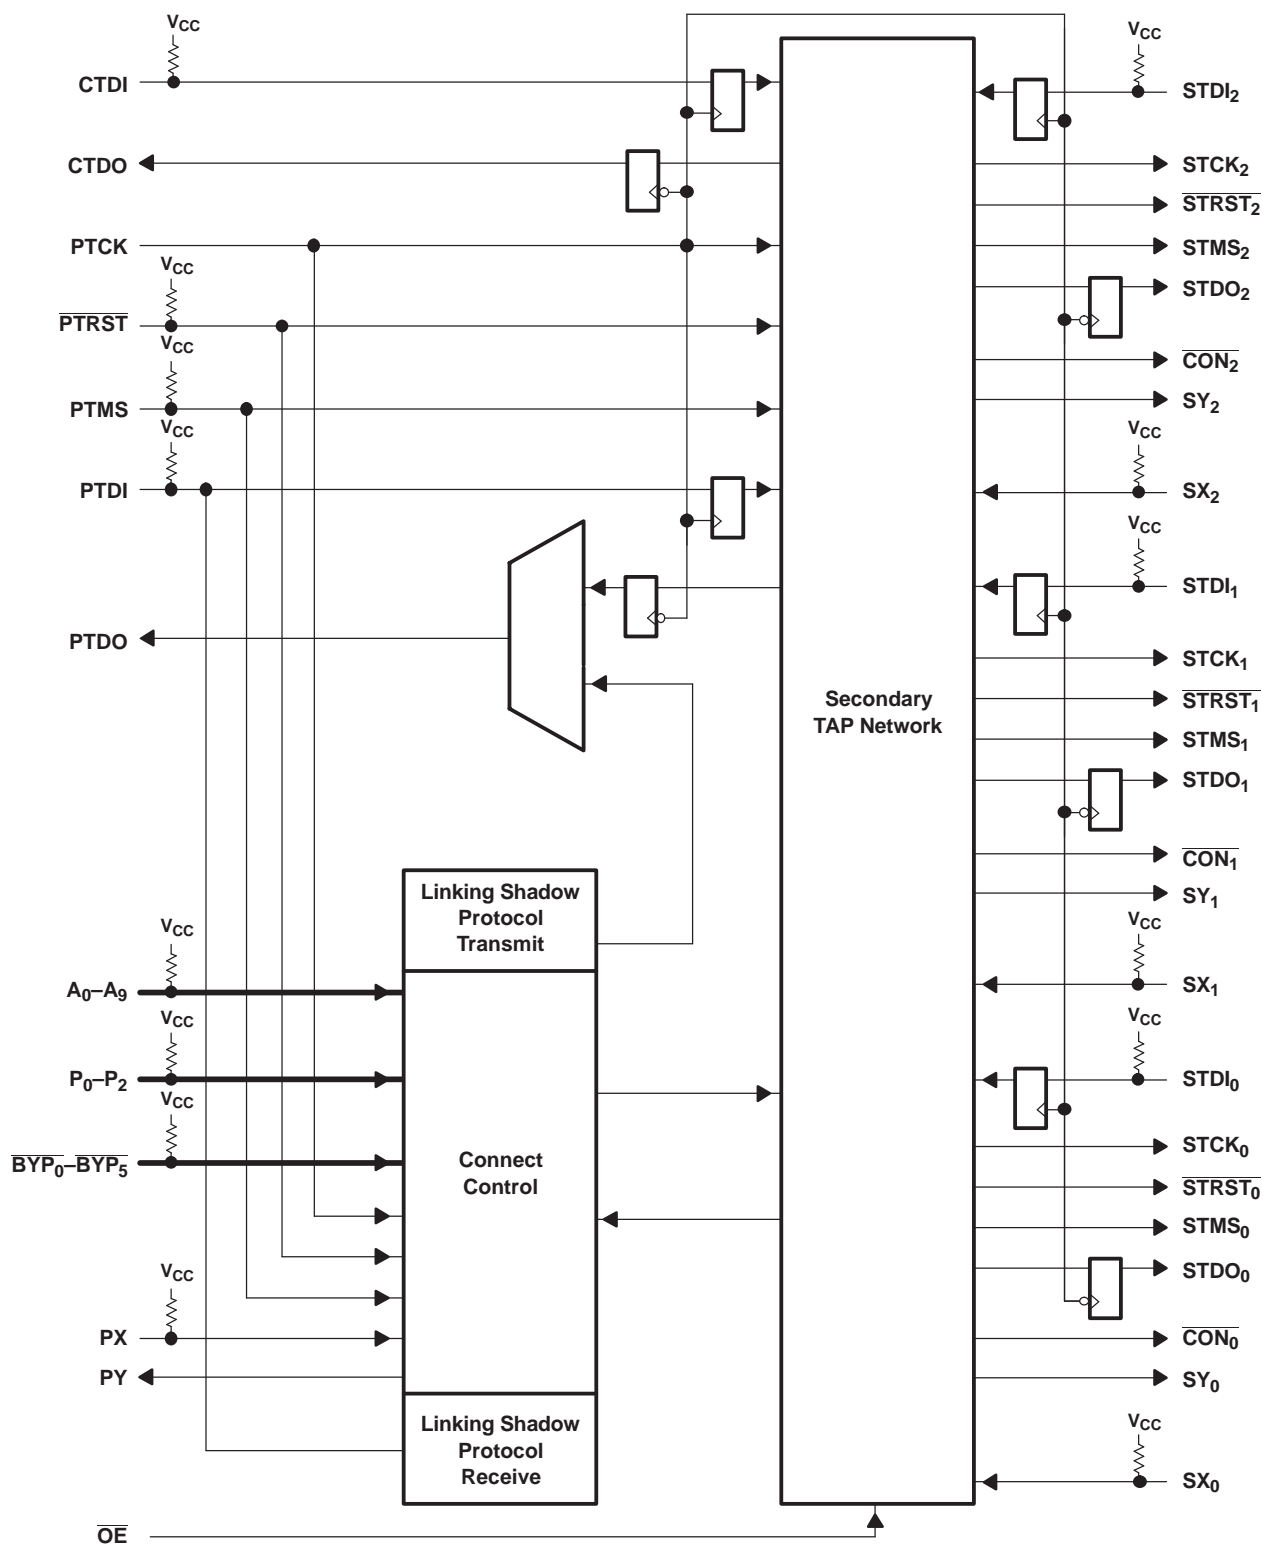 VCC
VCC
CTDI
STDI2
CTDO
STCK2
STRST2
PTCK
STMS2
VCC
STDO2
PTRST
VCC
CON2
PTMS
SY2
VCC
VCC
PTDI
SX2
VCC
STDI1
PTDO
STCK1
Secondary
TAP Network
STRST1
STMS1
STDO1
CON1
Linking Shadow
Protocol
Transmit
SY1
VCC
VCC
A0–A9
SX1
VCC
VCC
P0–P2
STDI0
VCC
BYP0–BYP5
Connect
Control
STCK0
STRST0
STMS0
VCC
STDO0
PX
CON0
PY
SY0
Linking Shadow
Protocol
Receive
VCC
SX0
OE